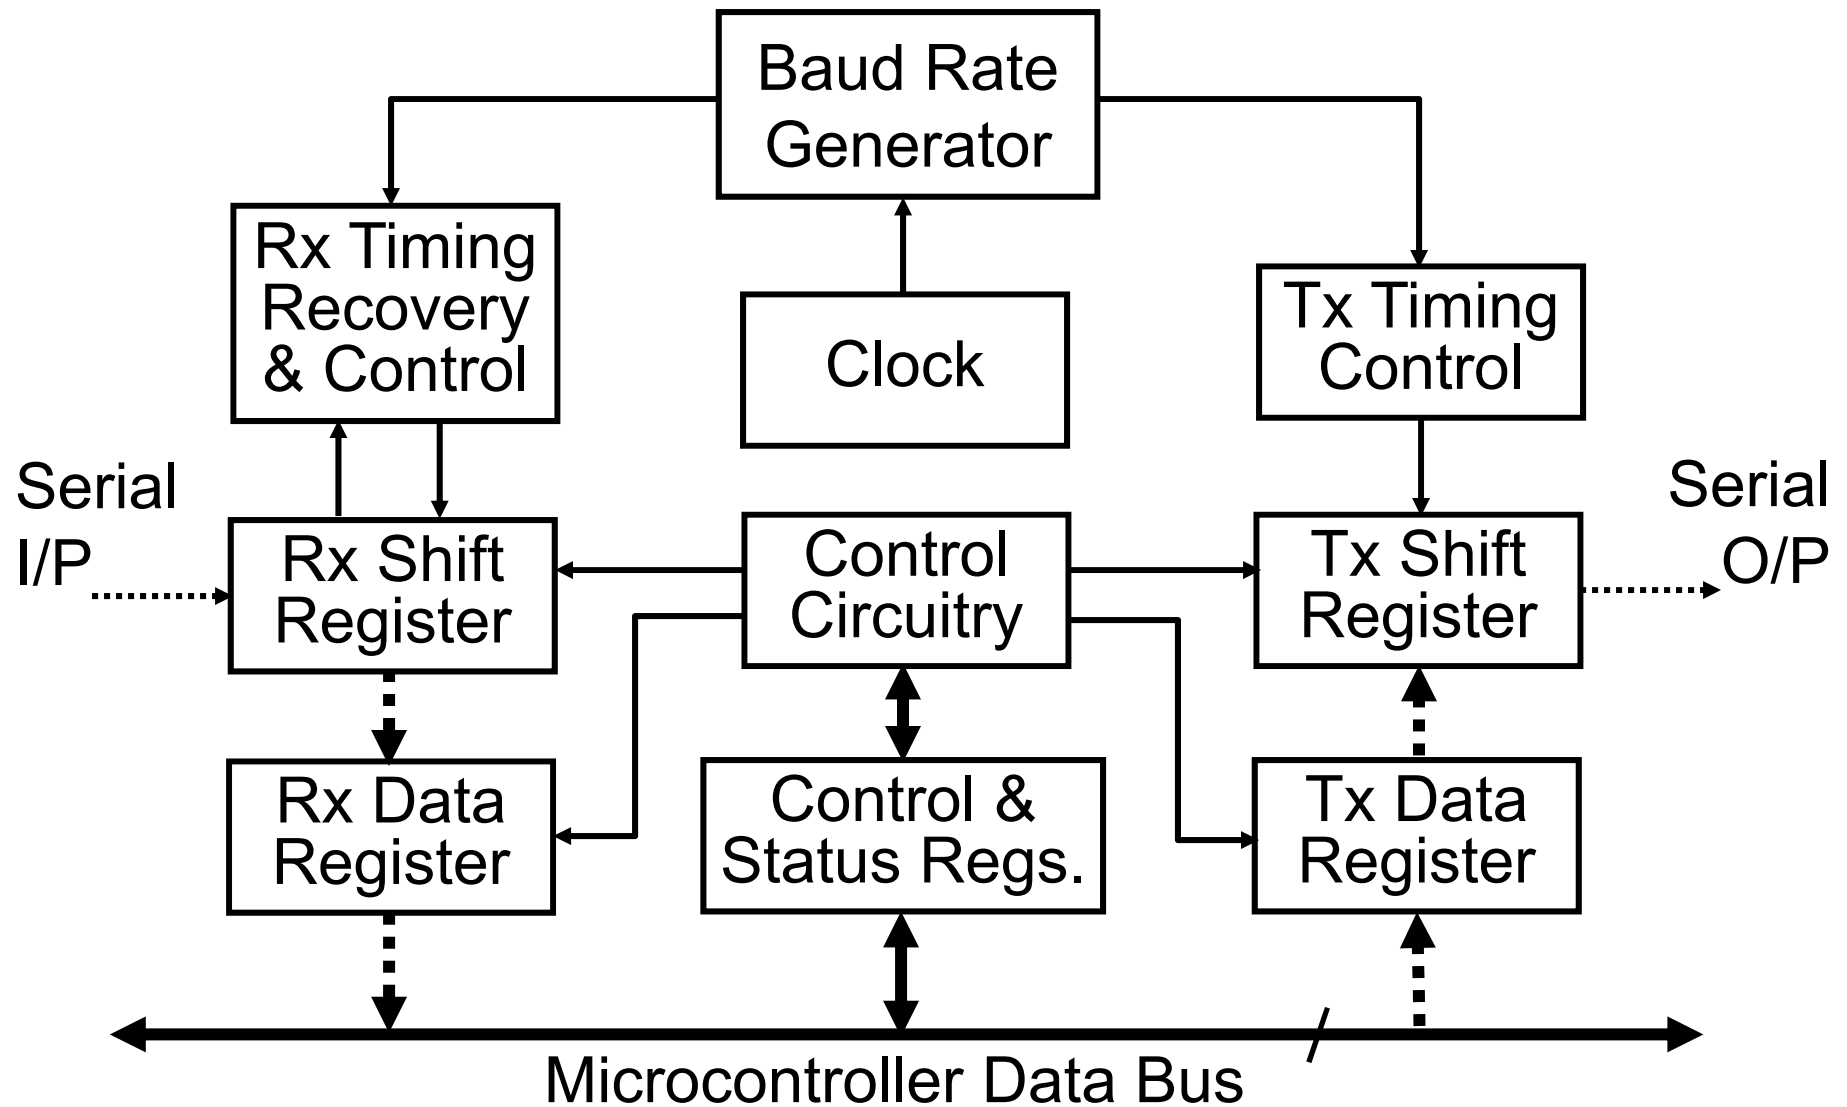 Baud Rate
Generator
Rx Timing
Recovery
& Control
Clock
Tx Timing
Control
Serial
I/P
Rx Shift
Register
Control
Circuitry
Tx Shift
Register
Serial
O/P
Rx Data
Register
Control &
Status Regs.
Tx Data
Register
Microcontroller Data Bus